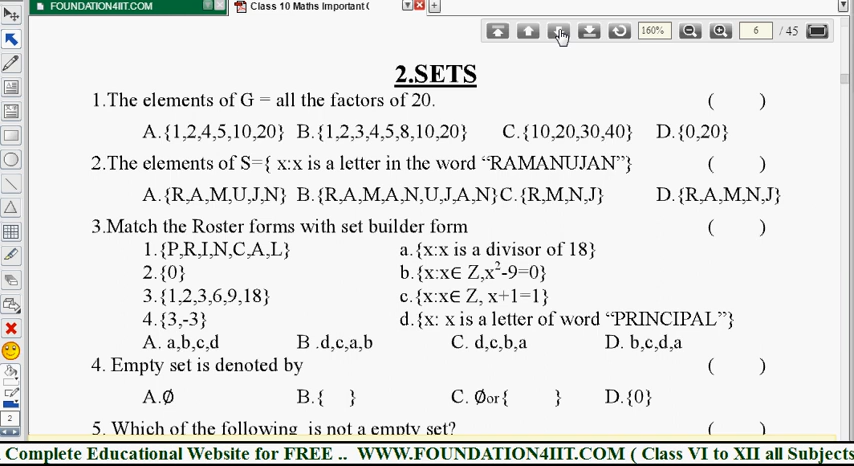 FOUNDATION4IIT.COM
Class 10 Maths Important (
160%
6 / 45
2.SETS
1.The elements of G = all the factors of 20. ( )
A.{1,2,4,5,10,20} B.{1,2,3,4,5,8,10,20} C.{10,20,30,40} D.{0,20}
2.The elements of S={ x:x is a letter in the word “RAMANUJAN”} ( )
A.{R,A,M,U,J,N} B.{R,A,M,A,N,U,J,A,N} C.{R,M,N,J} D.{R,A,M,N,J}
3.Match the Roster forms with set builder form ( )
1.{P,R,I,N,C,A,L} a.{x:x is a divisor of 18}
2.{0} b.{x:x∈ Z,x²-9=0}
3.{1,2,3,6,9,18} c.{x:x∈ Z, x+1=1}
4.{3,-3} d.{x: x is a letter of word “PRINCIPAL”}
A. a,b,c,d B .d,c,a,b C. d,c,b,a D. b,c,d,a
4. Empty set is denoted by ( )
A.∅ B.{ } C. ∅or{ } D.{0}
5. Which of the following is not a empty set? ( )
2
Complete Educational Website for FREE .. WWW.FOUNDATION4IIT.COM ( Class VI to XII all Subjects